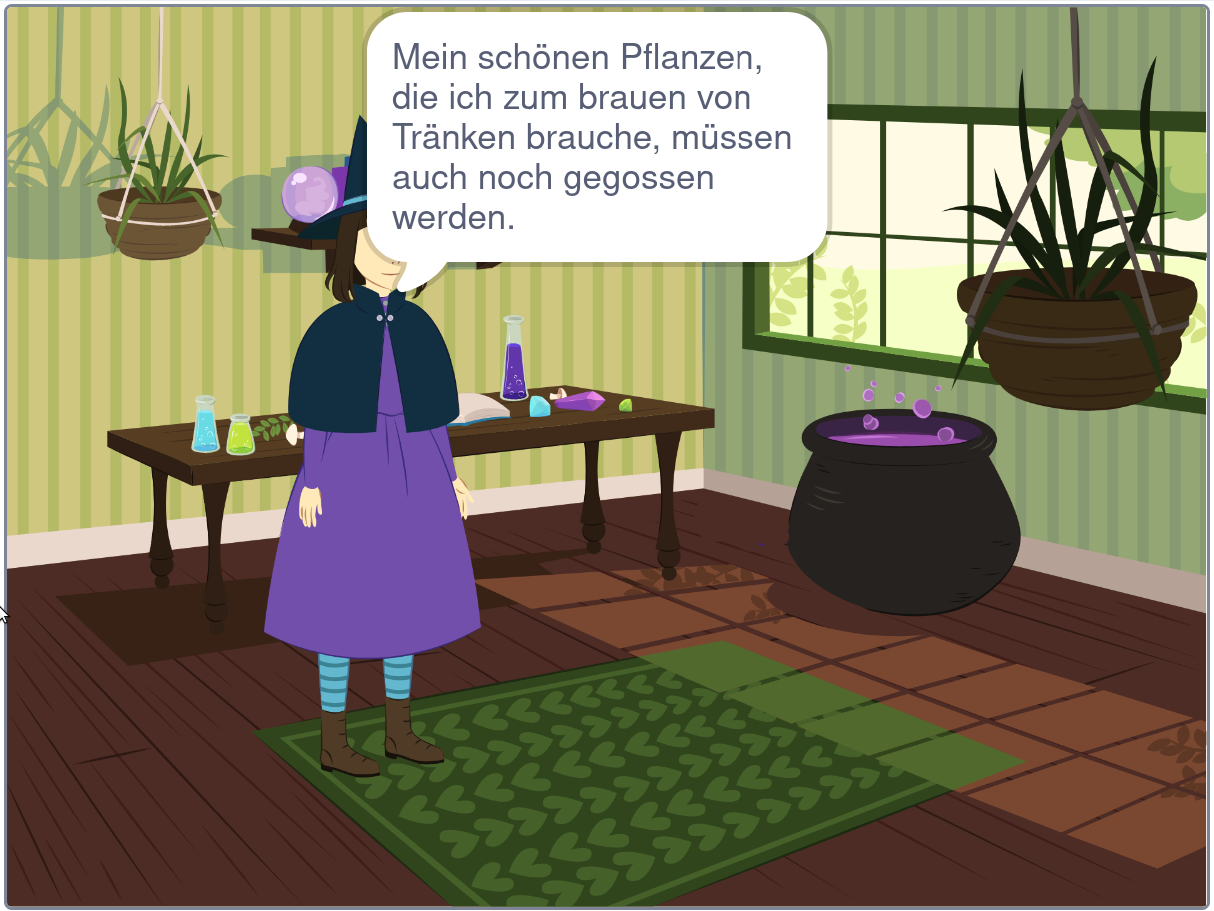 Mein schönen Pflanzen,
die ich zum brauen von
Tränken brauche, müssen
auch noch gegossen
werden.